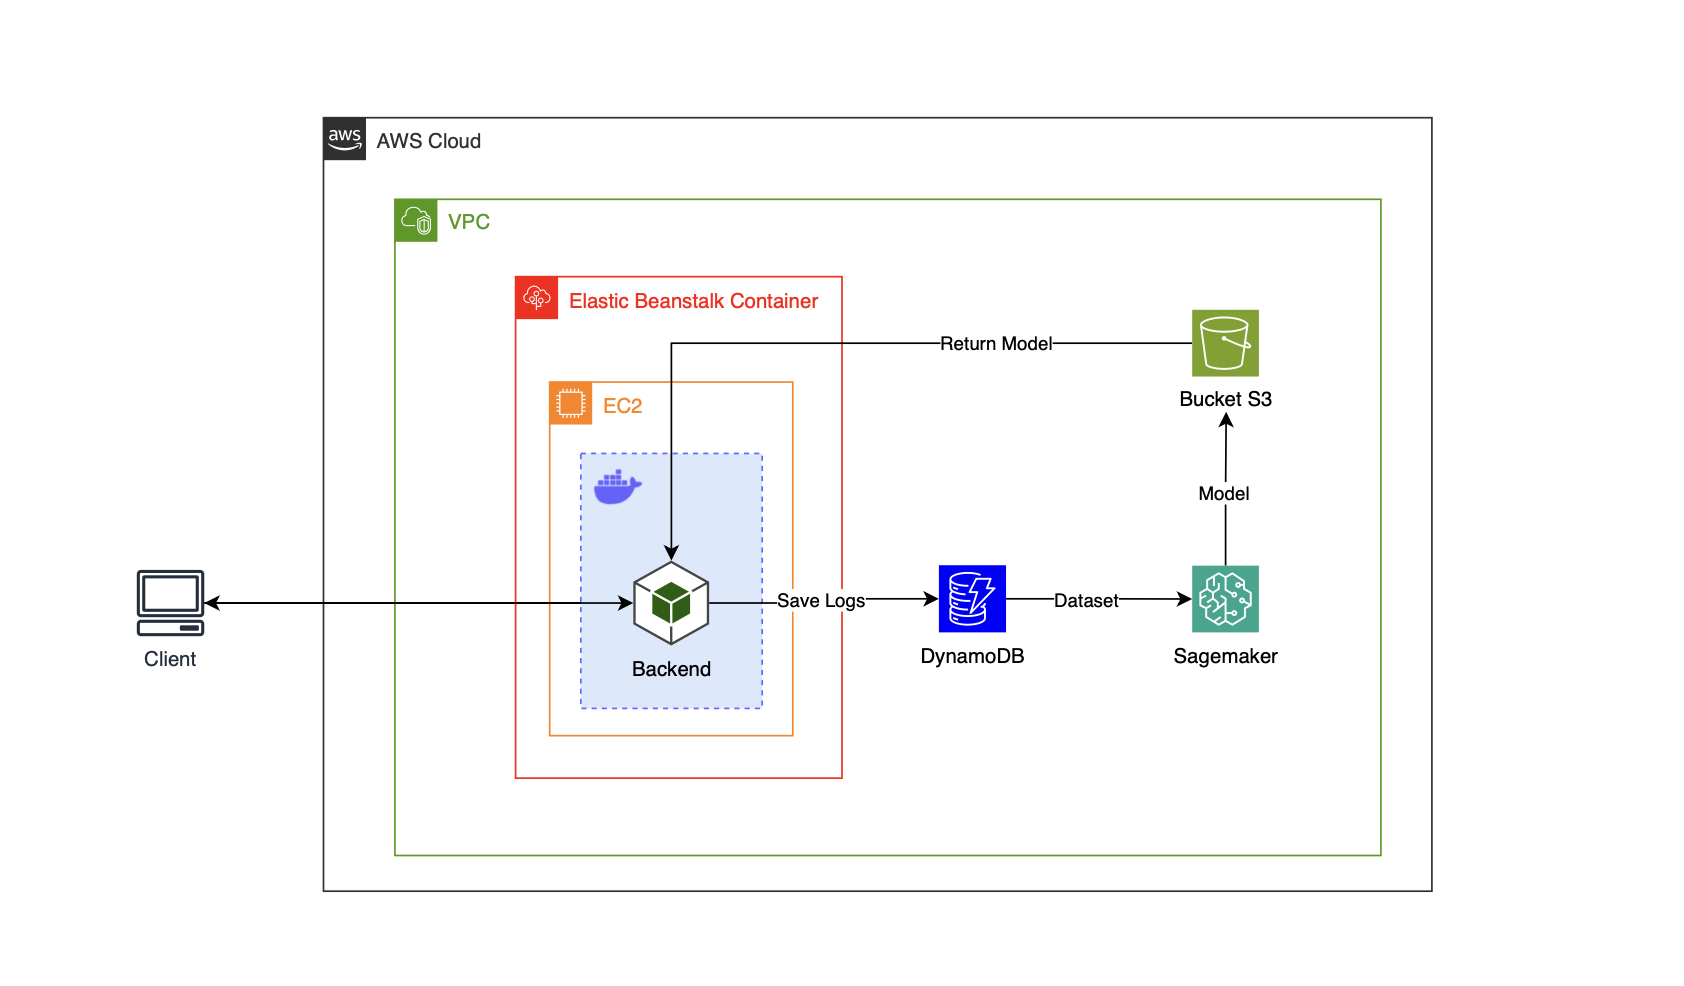 aws
AWS Cloud
VPC
Elastic Beanstalk Container
Return Model
Bucket S3
EC2
Model
Save Logs
Dataset
Client
Backend
DynamoDB
Sagemaker